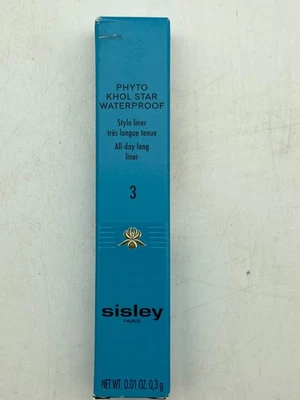 PHYTO
KHOL STAR
WATERPROOF
Stylo liner
très longue tenue
All-day long
liner
3
sisley
PARIS
NET WT. 0.01 OZ. 0,3 g